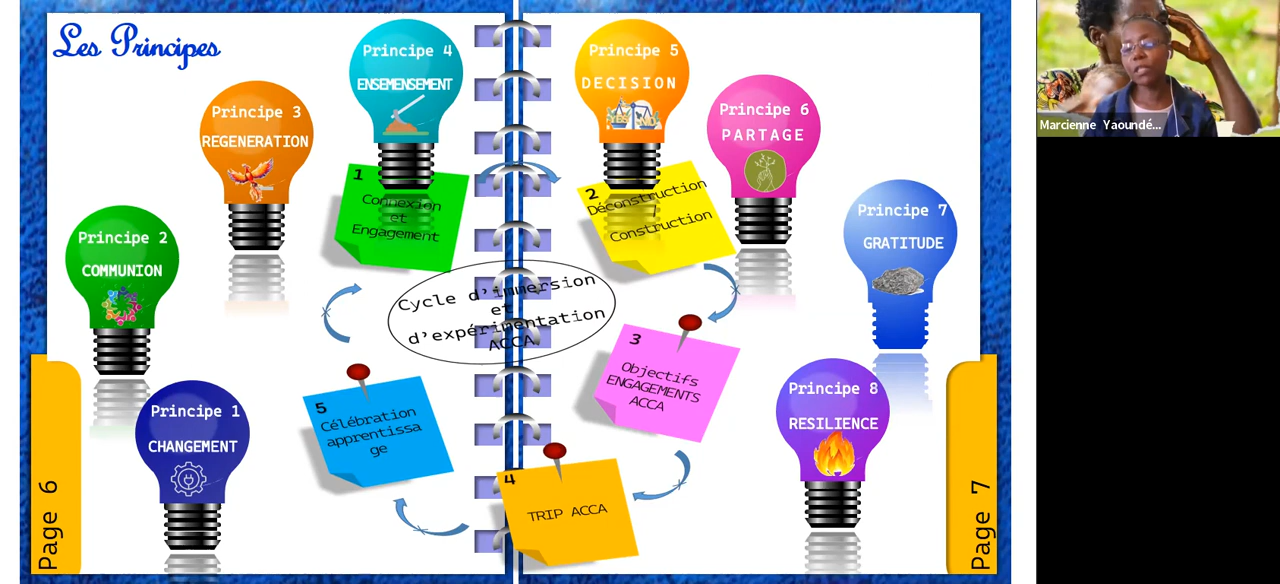 Les Principes
Principe 1
CHANGEMENT
Principe 2
COMMUNION
Principe 3
REGENERATION
Principe 4
ENSEMENSEMENT
Principe 5
DECISION
YES NO
Principe 6
PARTAGE
Principe 7
GRATITUDE
Principe 8
RESILIENCE
1
Connexion
et
Engagement
2
Déconstruction
/
Construction
3
Objectifs
ENGAGEMENTS
ACCA
4
TRIP ACCA
5
Célébration
apprentissa
ge
Cycle d'immersion
et
d'expérimentation
ACCA
Page 6
Page 7
Marcienne Yaoundé...